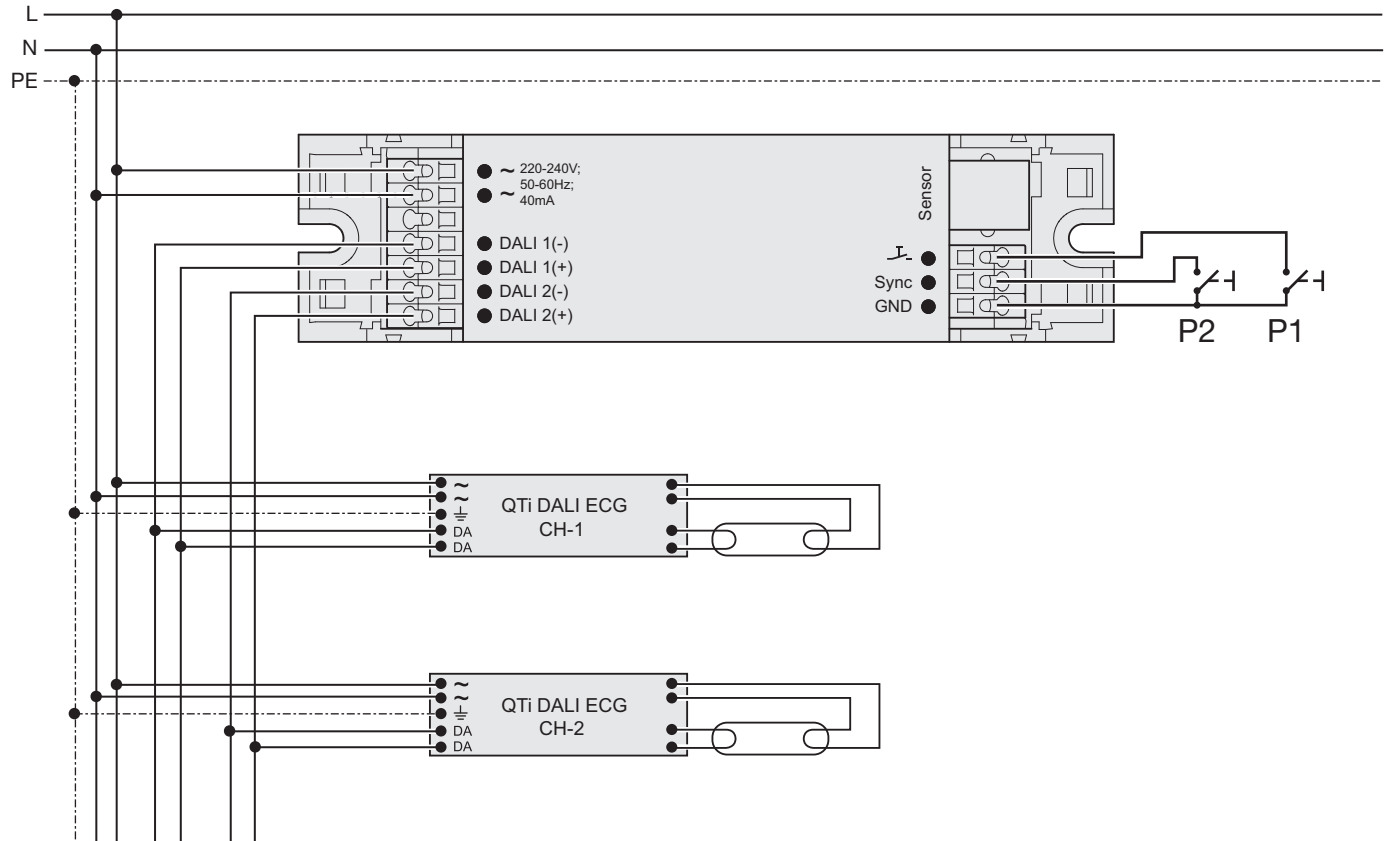 L
N
PE
~ 220-240V;
~ 50-60Hz;
40mA
DALI 1(-)
DALI 1(+)
DALI 2(-)
DALI 2(+)
Sensor
Sync
GND
P2 P1
~
~
DA
DA
QTi DALI ECG
CH-1
~
~
DA
DA
QTi DALI ECG
CH-2